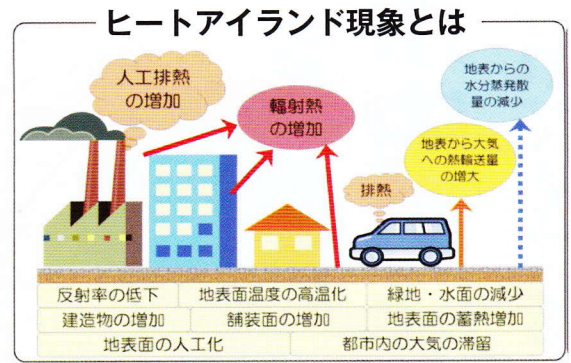 ヒートアイランド現象とは
人工排熱
の増加
輻射熱
の増加
地表からの
水分蒸発散
量の減少
地表から大気
への熱輸送量
の増大
排熱
反射率の低下
地表面温度の高温化
緑地・水面の減少
建造物の増加
舗装面の増加
地表面の蓄熱増加
地表面の人工化
都市内の大気の滞留